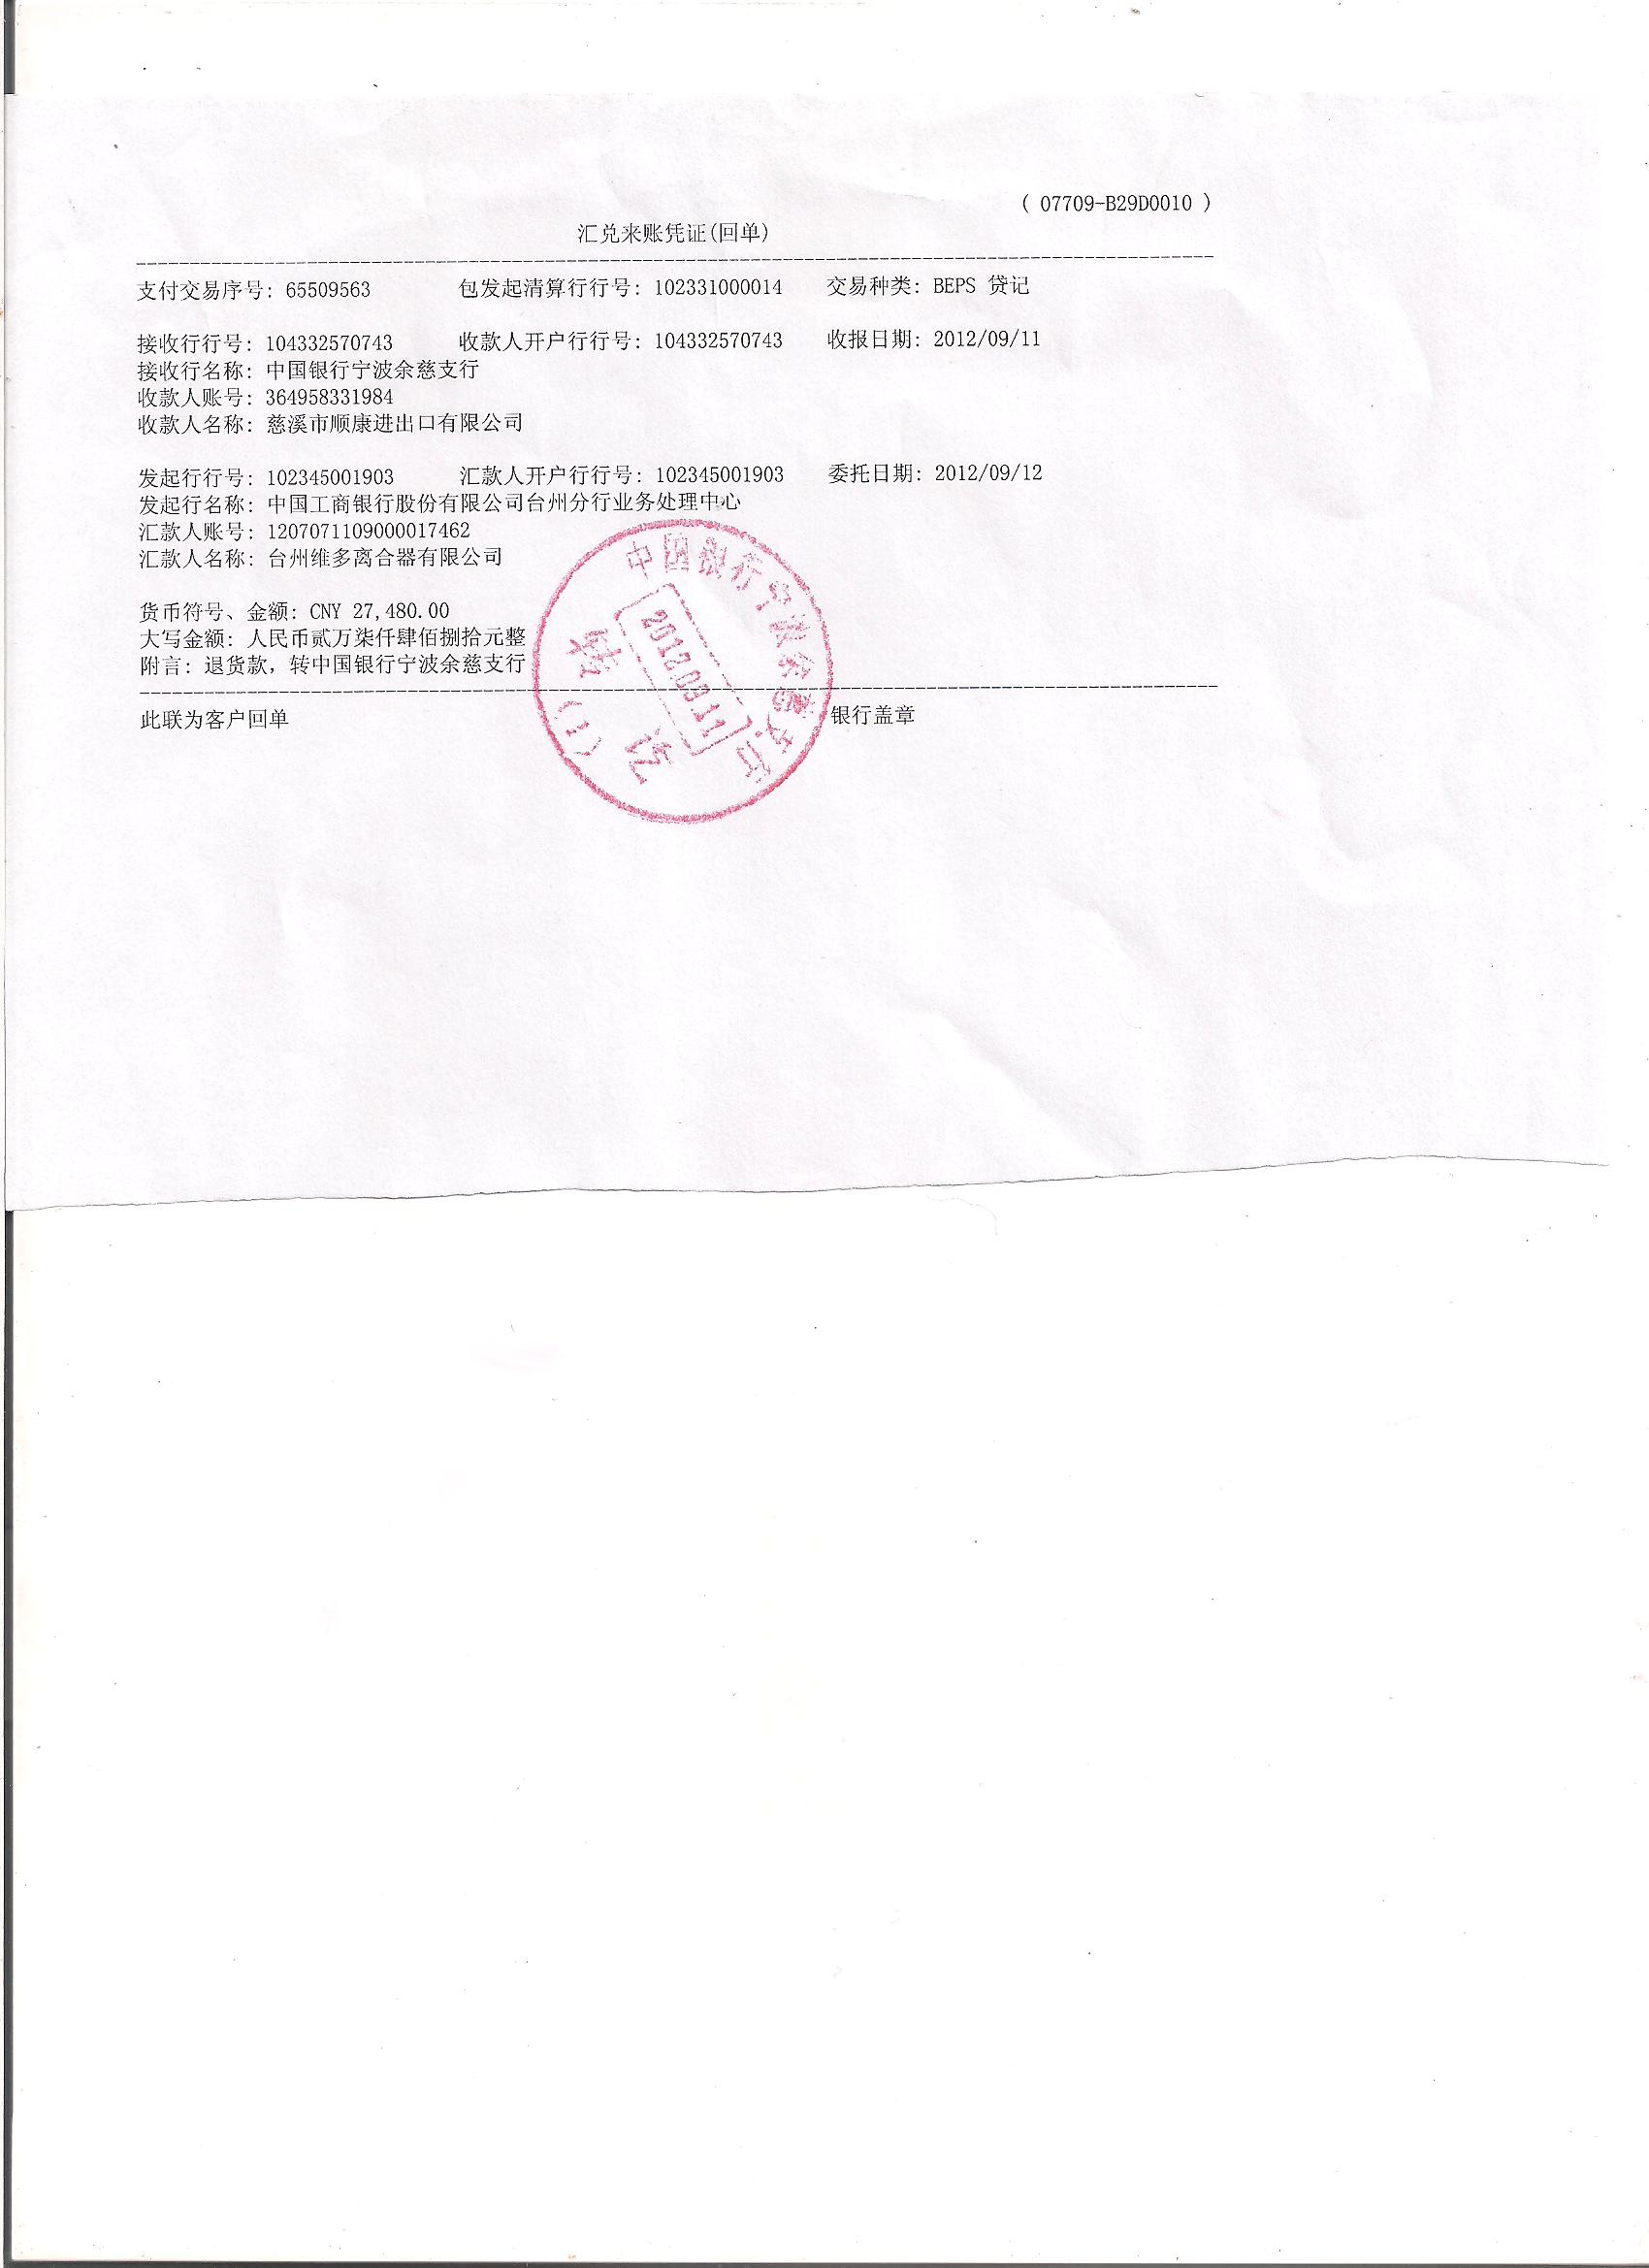 ( 07709-B29D0010 )
汇兑来账凭证(回单)
支付交易序号: 65509563 包发起清算行行号: 102331000014 交易种类: BEPS 贷记
接收行行号: 104332570743 收款人开户行行号: 104332570743 收报日期: 2012/09/11
接收行名称: 中国银行宁波余慈支行
收款人账号: 364958331984
收款人名称: 慈溪市顺康进出口有限公司
发起行行号: 102345001903 汇款人开户行行号: 102345001903 委托日期: 2012/09/12
发起行名称: 中国工商银行股份有限公司台州分行业务处理中心
汇款人账号: 1207071109000017462
汇款人名称: 台州维多离合器有限公司
货币符号、金额: CNY 27,480.00
大写金额: 人民币贰万柒仟肆佰捌拾元整
附言: 退货款, 转中国银行宁波余慈支行
此联为客户回单 银行盖章
中国银行宁波余慈支行
2012.09.11
转讫
(1)